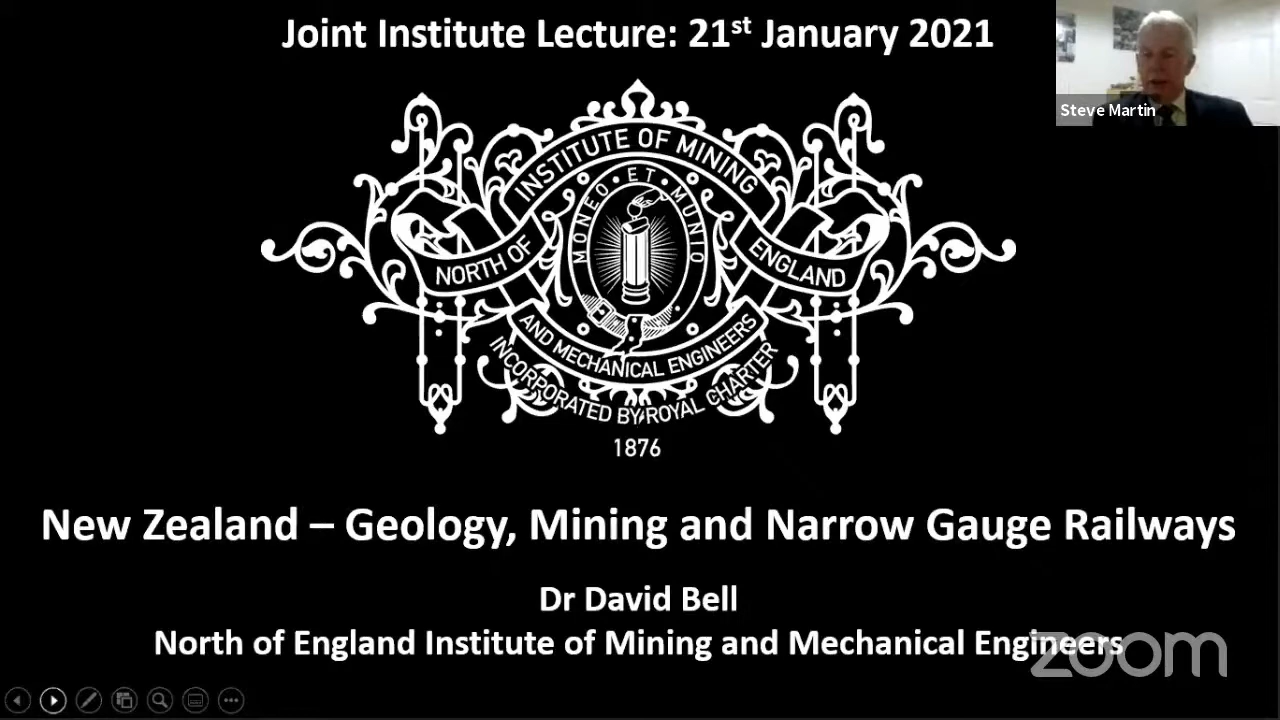 Joint Institute Lecture: 21st January 2021
Steve Martin
INSTITUTE OF MINING
MONEO • ET • MUNIO
NORTH OF
ENGLAND
AND MECHANICAL ENGINEERS
INCORPORATED BY ROYAL CHARTER
1876
New Zealand – Geology, Mining and Narrow Gauge Railways
Dr David Bell
North of England Institute of Mining and Mechanical Engineers
zoom